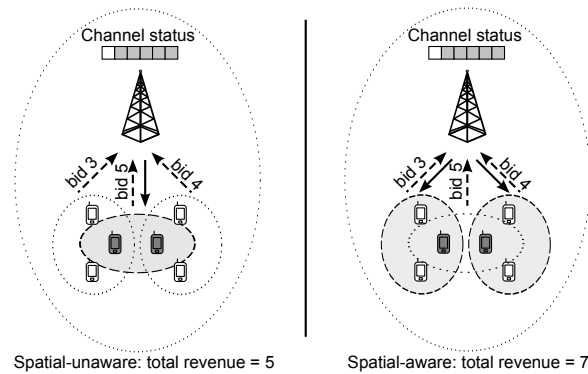 Channel status
bid 3
bid 5
bid 4
Spatial-unaware: total revenue = 5
Channel status
bid 3
bid 5
bid 4
Spatial-aware: total revenue = 7